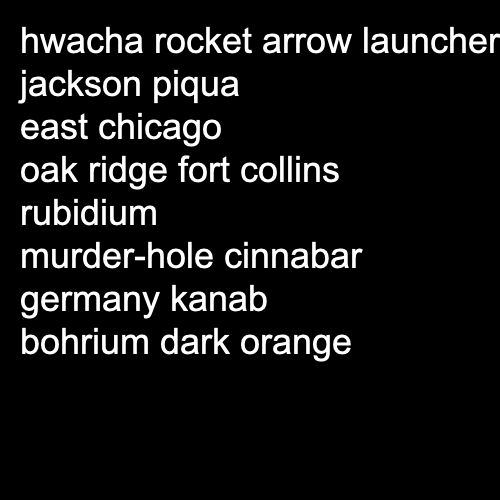 hwacha rocket arrow launcher
jackson piqua
east chicago
oak ridge fort collins
rubidium
murder-hole cinnabar
germany kanab
bohrium dark orange